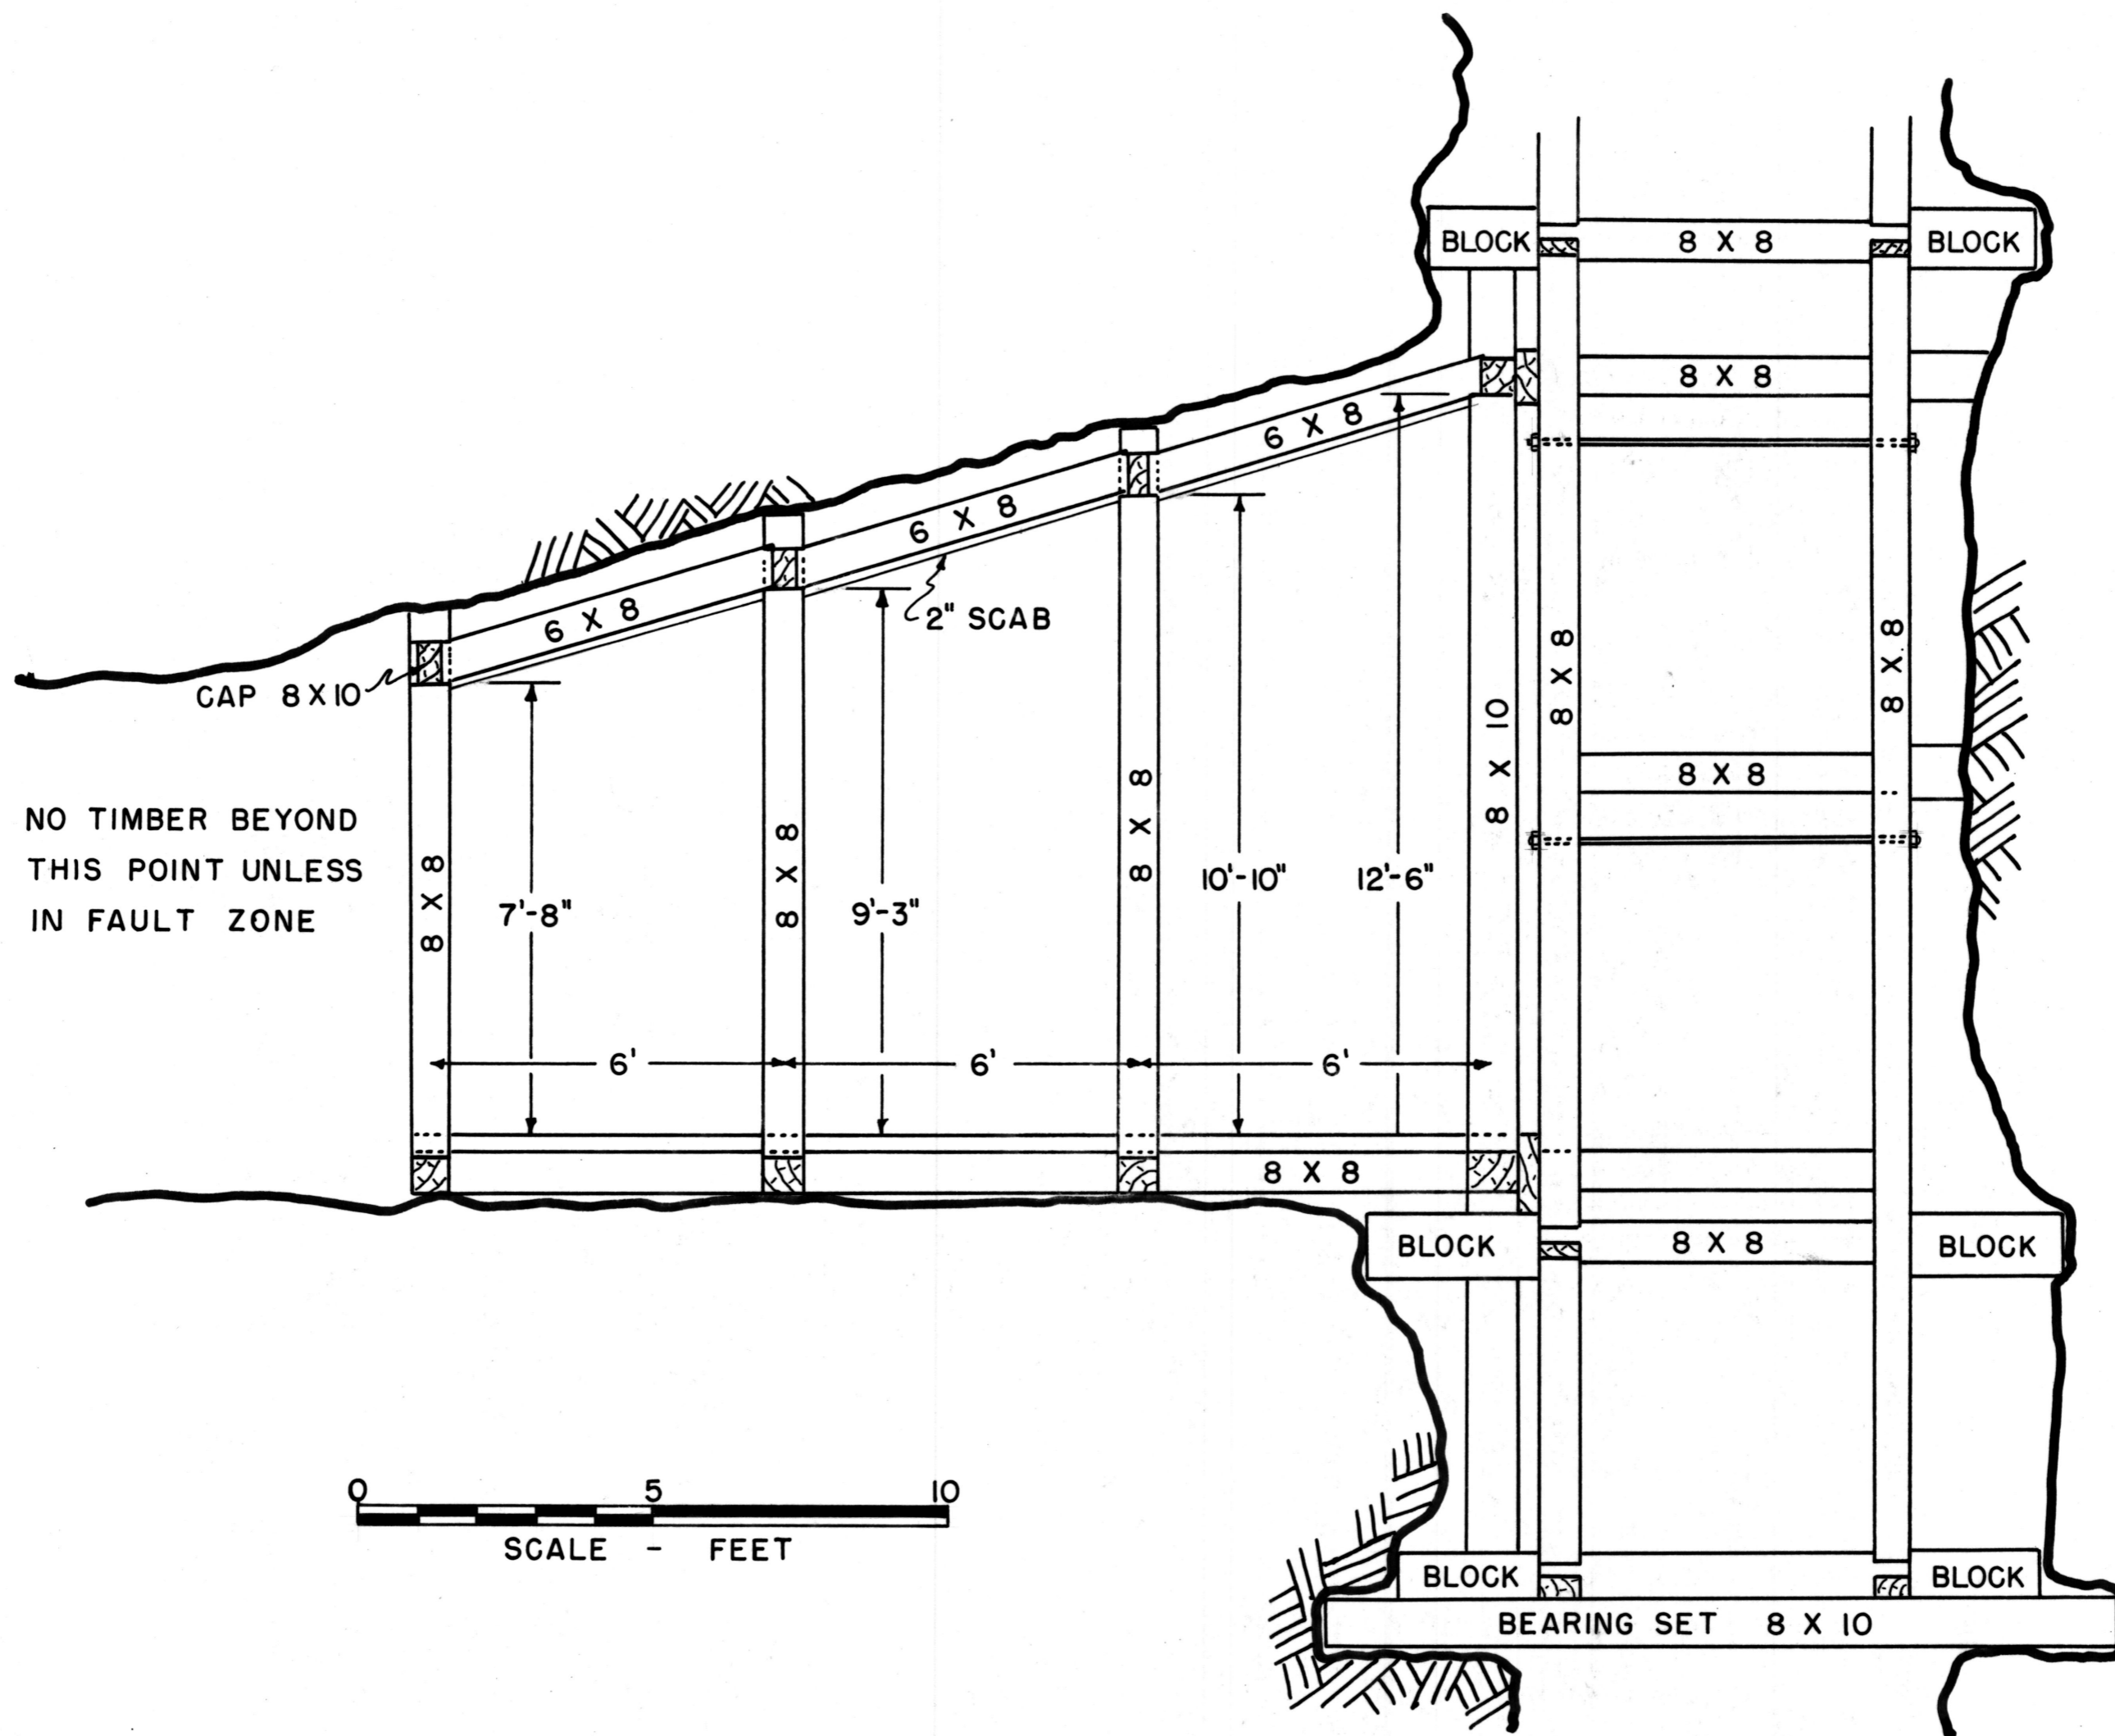 BLOCK
8 X 8
BLOCK
8 X 8
6 X 8
6 X 8
2" SCAB
6 X 8
CAP 8 X 10
8 X 8
8 X 8
8 X 10
8 X 8
8 X 8
NO TIMBER BEYOND
THIS POINT UNLESS
IN FAULT ZONE
8 X 8
8 X 8
7'-8"
9'-3"
10'-10"
12'-6"
6'
6'
6'
8 X 8
BLOCK
8 X 8
BLOCK
0 5 10
SCALE - FEET
BLOCK
BLOCK
BEARING SET 8 X 10